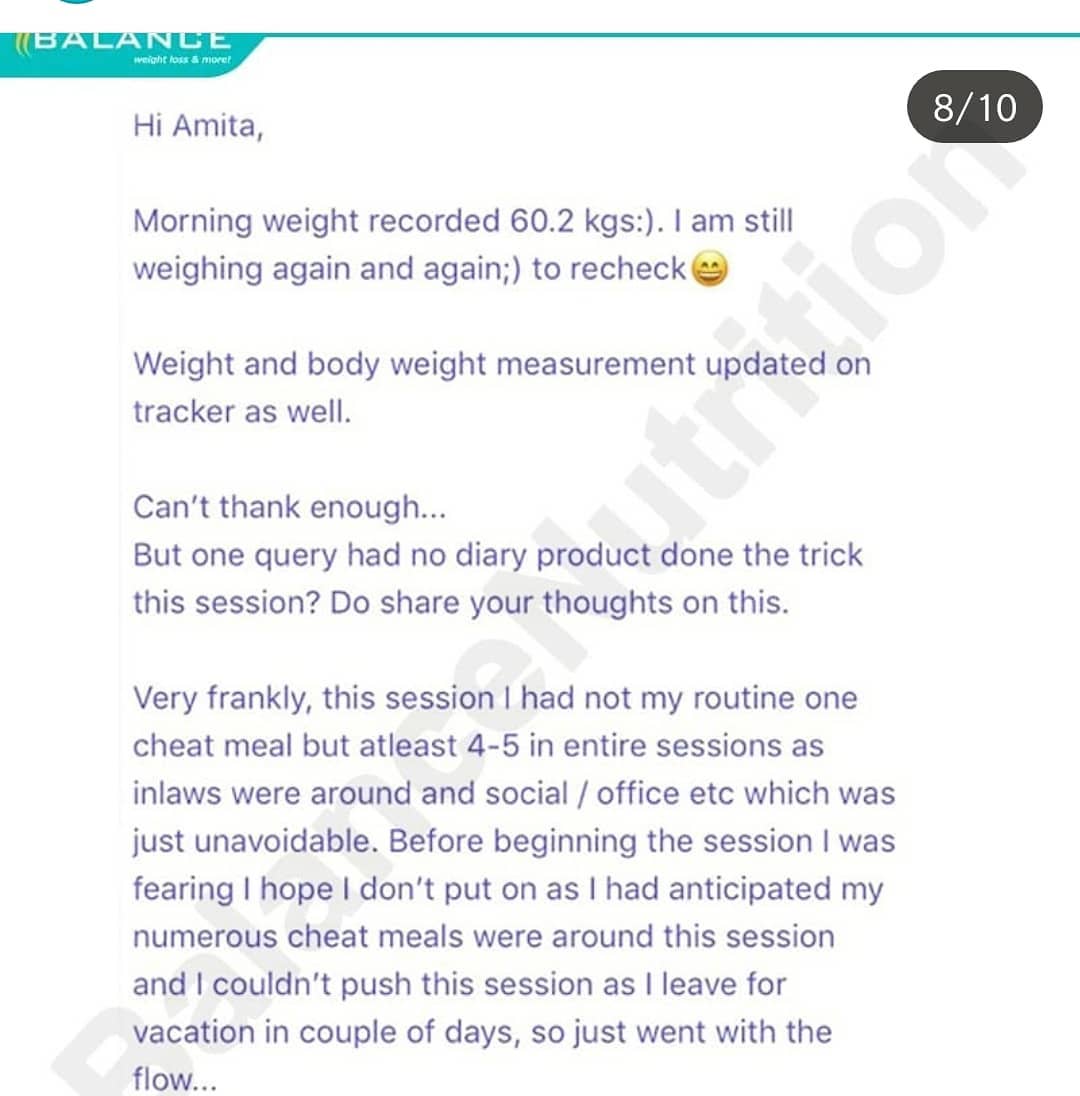 BALANCE
weight loss & more!
8/10
Hi Amita,
Morning weight recorded 60.2 kgs:). I am still
weighing again and again;) to recheck😄
Weight and body weight measurement updated on
tracker as well.
Can't thank enough...
But one query had no diary product done the trick
this session? Do share your thoughts on this.
Very frankly, this session I had not my routine one
cheat meal but atleast 4-5 in entire sessions as
inlaws were around and social / office etc which was
just unavoidable. Before beginning the session I was
fearing I hope I don't put on as I had anticipated my
numerous cheat meals were around this session
and I couldn't push this session as I leave for
vacation in couple of days, so just went with the
flow...
BalanceNutrition